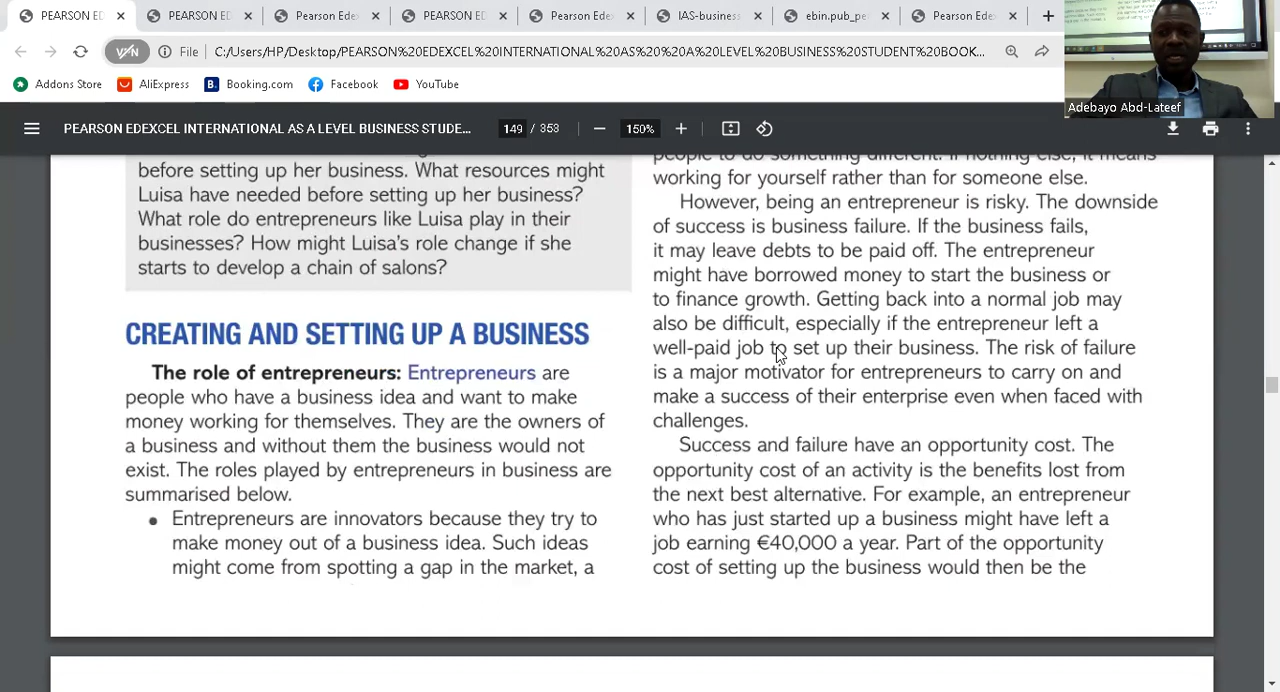 PEARSON ED
PEARSON ED
Pearson Edex
PEARSON ED
Pearson Edex
IAS-business
ebin.pub_pe
Pearson Edex
VPN
File
C:/Users/HP/Desktop/PEARSON%20EDEXCEL%20INTERNATIONAL%20AS%20%20A%20LEVEL%20BUSINESS%20STUDENT%20BOOK...
Addons Store
AliExpress
B.
Booking.com
Facebook
YouTube
Adebayo Abd-Lateef
PEARSON EDEXCEL INTERNATIONAL AS A LEVEL BUSINESS STUDE...
149 / 353
150%
before setting up her business. What resources might
Luisa have needed before setting up her business?
What role do entrepreneurs like Luisa play in their
businesses? How might Luisa's role change if she
starts to develop a chain of salons?
CREATING AND SETTING UP A BUSINESS
The role of entrepreneurs: Entrepreneurs are
people who have a business idea and want to make
money working for themselves. They are the owners of
a business and without them the business would not
exist. The roles played by entrepreneurs in business are
summarised below.
• Entrepreneurs are innovators because they try to
make money out of a business idea. Such ideas
might come from spotting a gap in the market, a
people to do something different. If nothing else, it means
working for yourself rather than for someone else.
However, being an entrepreneur is risky. The downside
of success is business failure. If the business fails,
it may leave debts to be paid off. The entrepreneur
might have borrowed money to start the business or
to finance growth. Getting back into a normal job may
also be difficult, especially if the entrepreneur left a
well-paid job to set up their business. The risk of failure
is a major motivator for entrepreneurs to carry on and
make a success of their enterprise even when faced with
challenges.
Success and failure have an opportunity cost. The
opportunity cost of an activity is the benefits lost from
the next best alternative. For example, an entrepreneur
who has just started up a business might have left a
job earning €40,000 a year. Part of the opportunity
cost of setting up the business would then be the